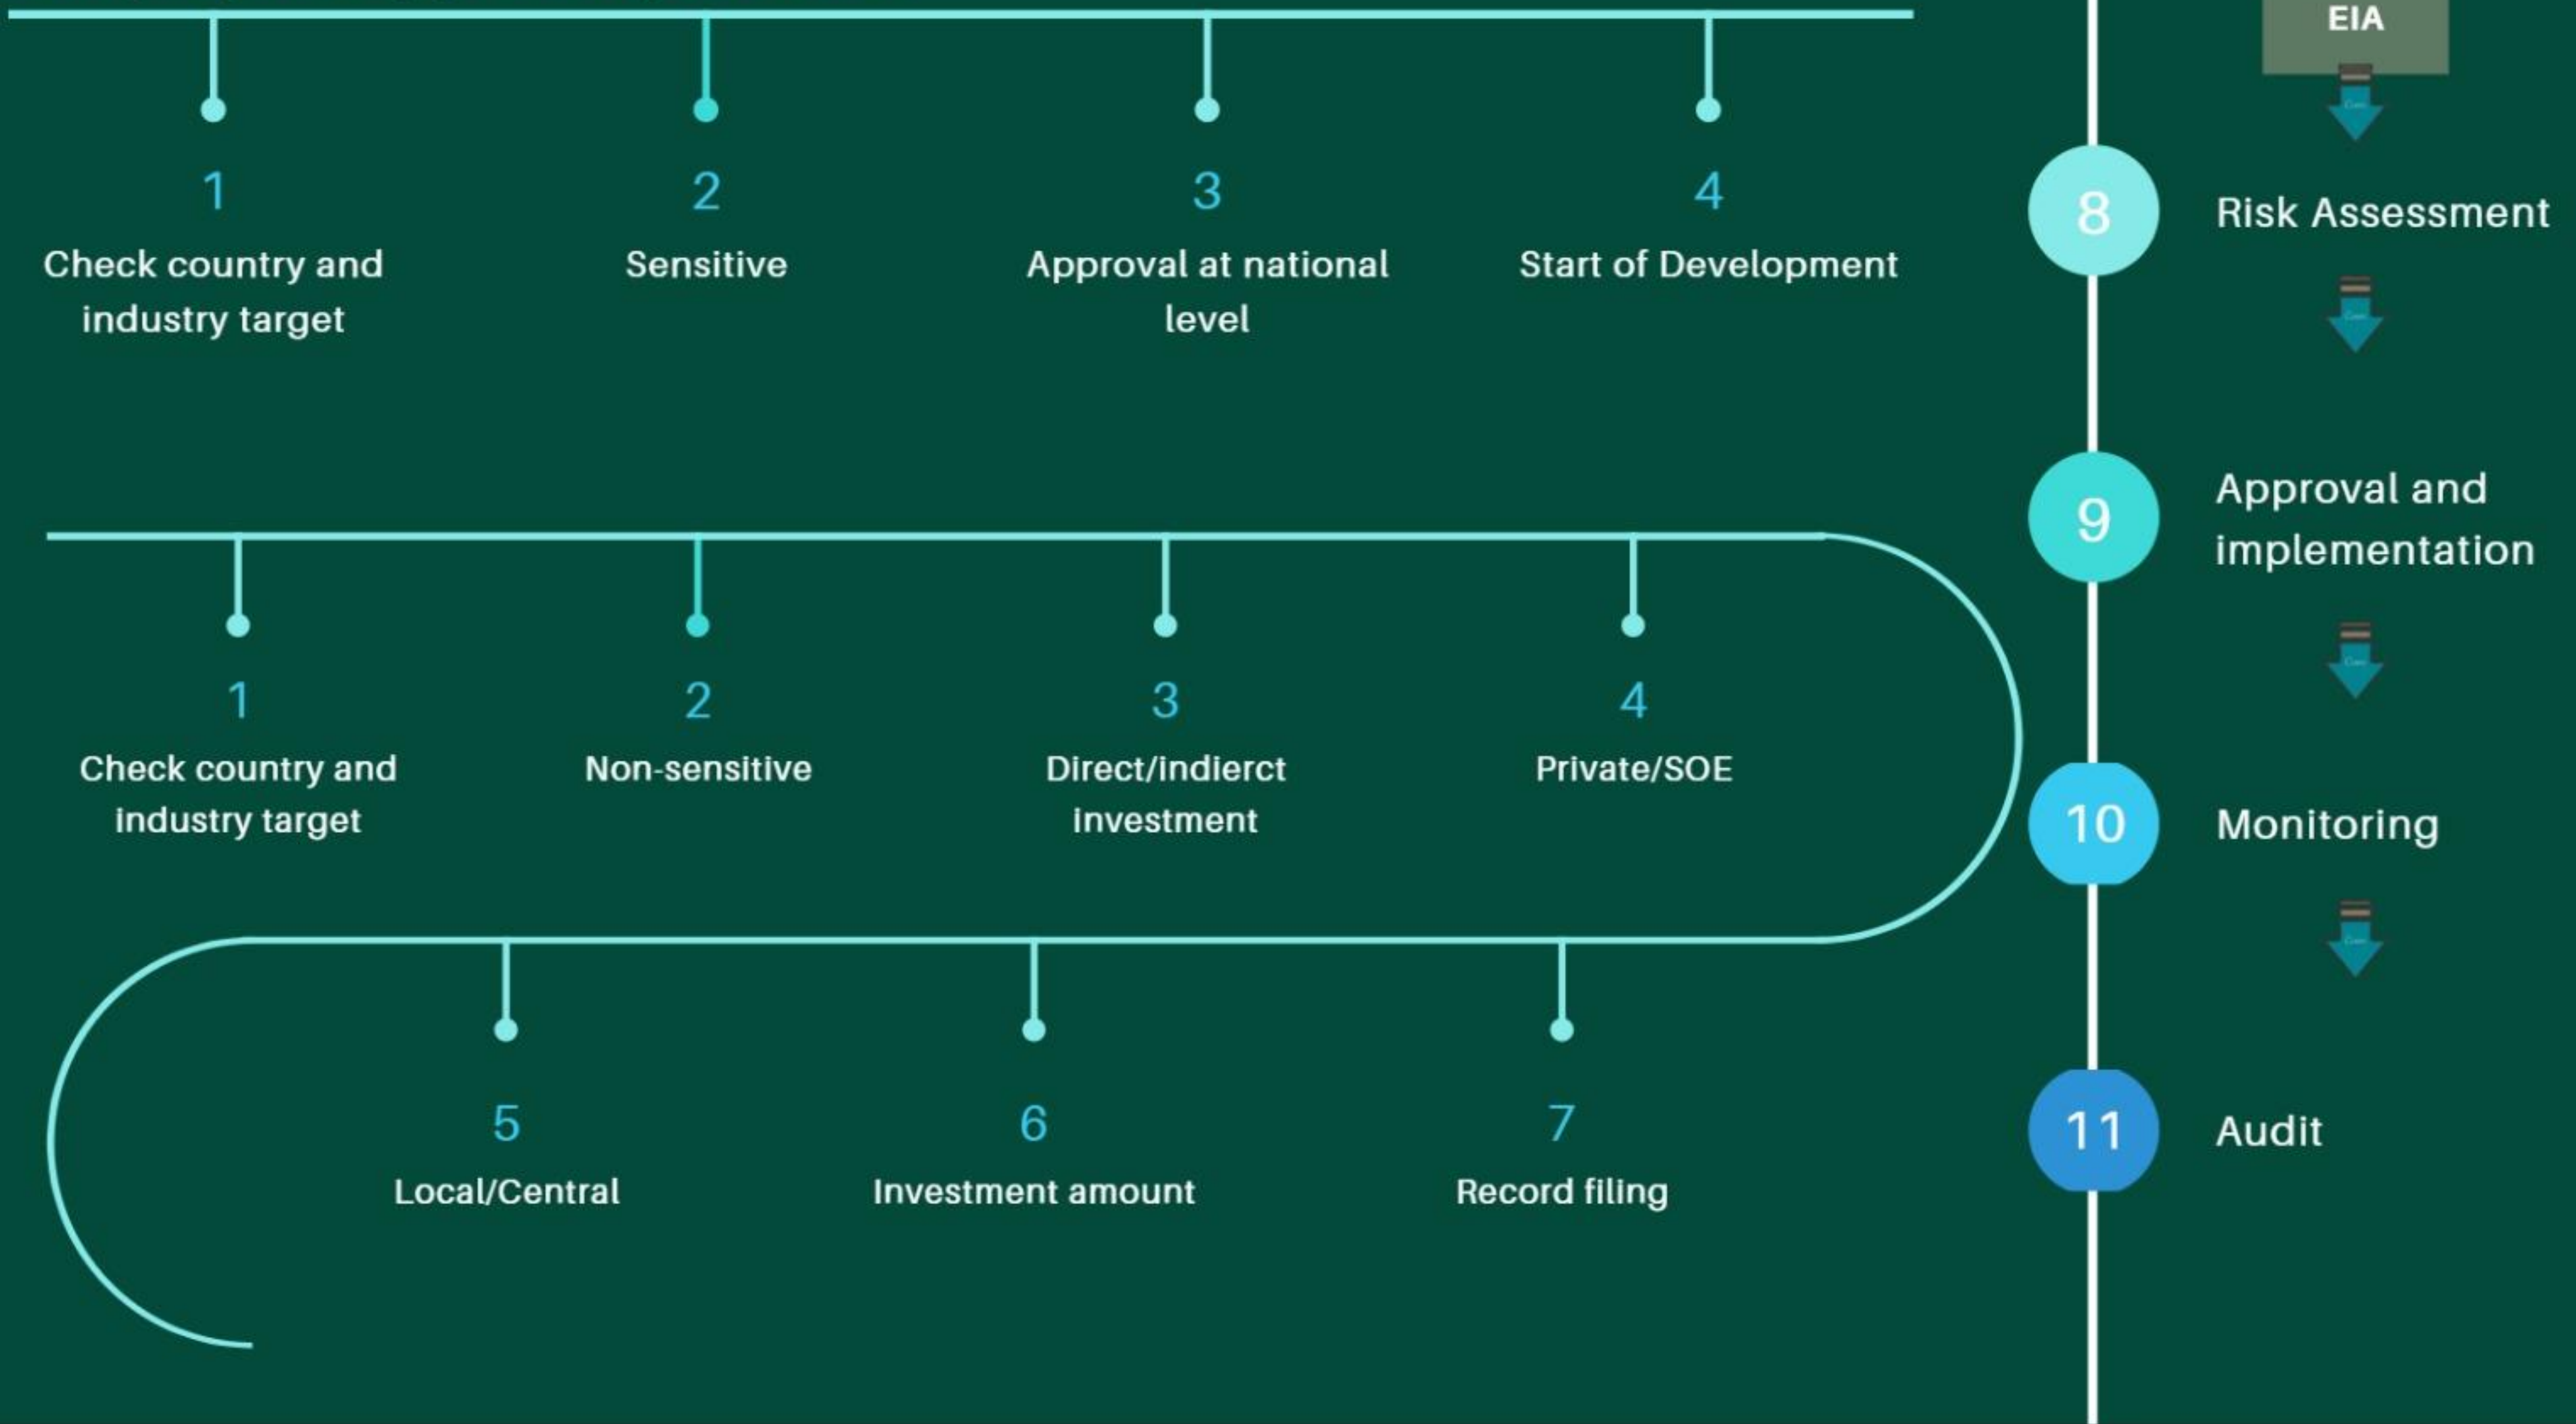 1
Check country and
industry target
2
Sensitive
3
Approval at national
level
4
Start of Development
1
Check country and
industry target
2
Non-sensitive
3
Direct/indierct
investment
4
Private/SOE
5
Local/Central
6
Investment amount
7
Record filing
EIA
8
Risk Assessment
9
Approval and
implementation
10
Monitoring
11
Audit